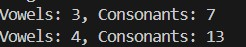 Vowels: 3, Consonants: 7
Vowels: 4, Consonants: 13